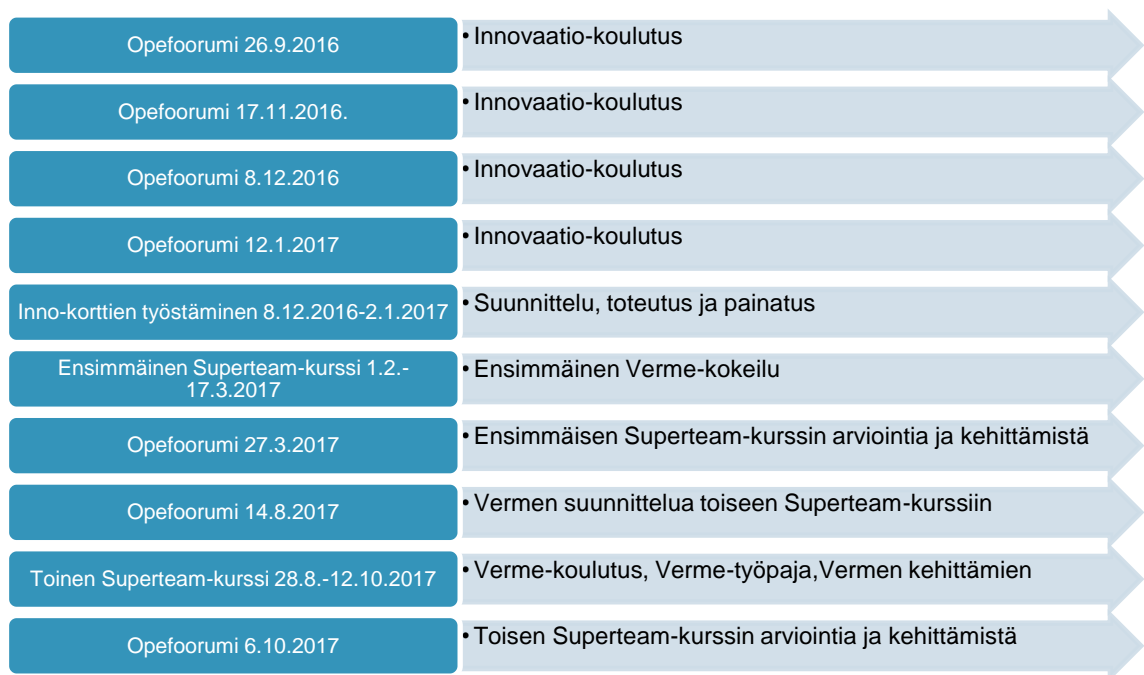 Opefoorumi 26.9.2016
• Innovaatio-koulutus
Opefoorumi 17.11.2016.
• Innovaatio-koulutus
Opefoorumi 8.12.2016
• Innovaatio-koulutus
Opefoorumi 12.1.2017
• Innovaatio-koulutus
Inno-korttien työstäminen 8.12.2016-2.1.2017
• Suunnittelu, toteutus ja painatus
Ensimmäinen Superteam-kurssi 1.2.-
17.3.2017
• Ensimmäinen Verme-kokeilu
Opefoorumi 27.3.2017
• Ensimmäisen Superteam-kurssin arviointia ja kehittämistä
Opefoorumi 14.8.2017
• Vermen suunnittelua toiseen Superteam-kurssiin
Toinen Superteam-kurssi 28.8.-12.10.2017
• Verme-koulutus, Verme-työpaja,Vermen kehittämien
Opefoorumi 6.10.2017
• Toisen Superteam-kurssin arviointia ja kehittämistä